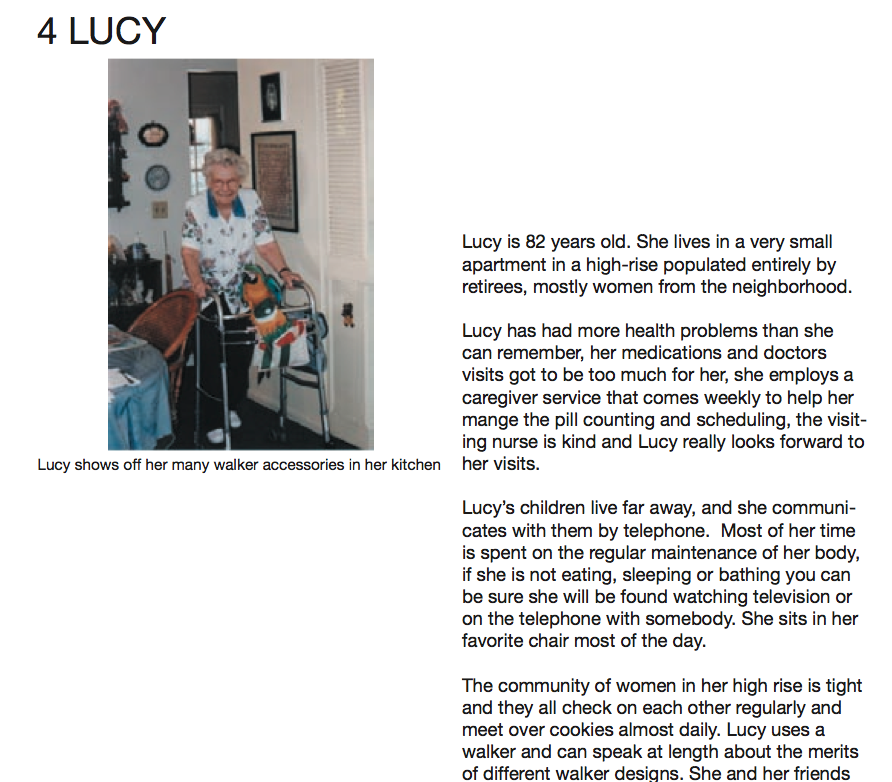 4 LUCY
Lucy shows off her many walker accessories in her kitchen
Lucy is 82 years old. She lives in a very small
apartment in a high-rise populated entirely by
retirees, mostly women from the neighborhood.
Lucy has had more health problems than she
can remember, her medications and doctors
visits got to be too much for her, she employs a
caregiver service that comes weekly to help her
mange the pill counting and scheduling, the visit-
ing nurse is kind and Lucy really looks forward to
her visits.
Lucy’s children live far away, and she communi-
cates with them by telephone.  Most of her time
is spent on the regular maintenance of her body,
if she is not eating, sleeping or bathing you can
be sure she will be found watching television or
on the telephone with somebody. She sits in her
favorite chair most of the day.
The community of women in her high rise is tight
and they all check on each other regularly and
meet over cookies almost daily. Lucy uses a
walker and can speak at length about the merits
of different walker designs. She and her friends